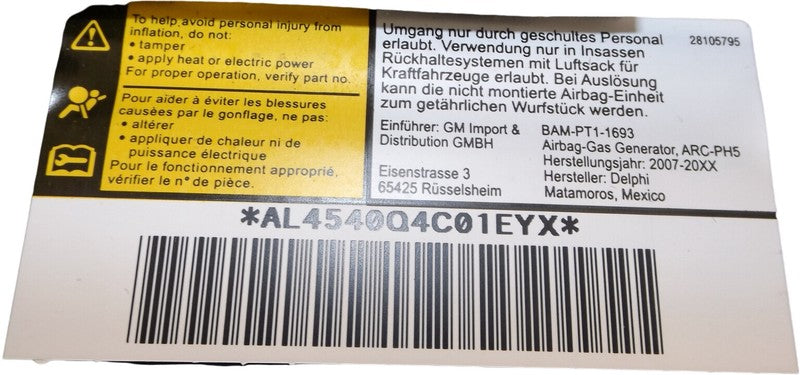 To help avoid personal injury from
inflation, do not:
• tamper
• apply heat or electric power
For proper operation, verify part no.
Pour aider à éviter les blessures
causées par le gonflage, ne pas:
• altérer
• appliquer de chaleur ni de
puissance électrique
Pour le fonctionnement approprié,
vérifier le n° de pièce.
Umgang nur durch geschultes Personal
erlaubt. Verwendung nur in Insassen
Rückhaltesystemen mit Luftsack für
Kraftfahrzeuge erlaubt. Bei Auslösung
kann die nicht montierte Airbag-Einheit
zum getährlichen Wurfstück werden.
28105795
Einführer: GM Import &
Distribution GMBH
Eisenstrasse 3
65425 Rüsselsheim
BAM-PT1-1693
Airbag-Gas Generator, ARC-PH5
Herstellungsjahr: 2007-20XX
Hersteller: Delphi
Matamoros, Mexico
*AL4540Q4C01EYX*